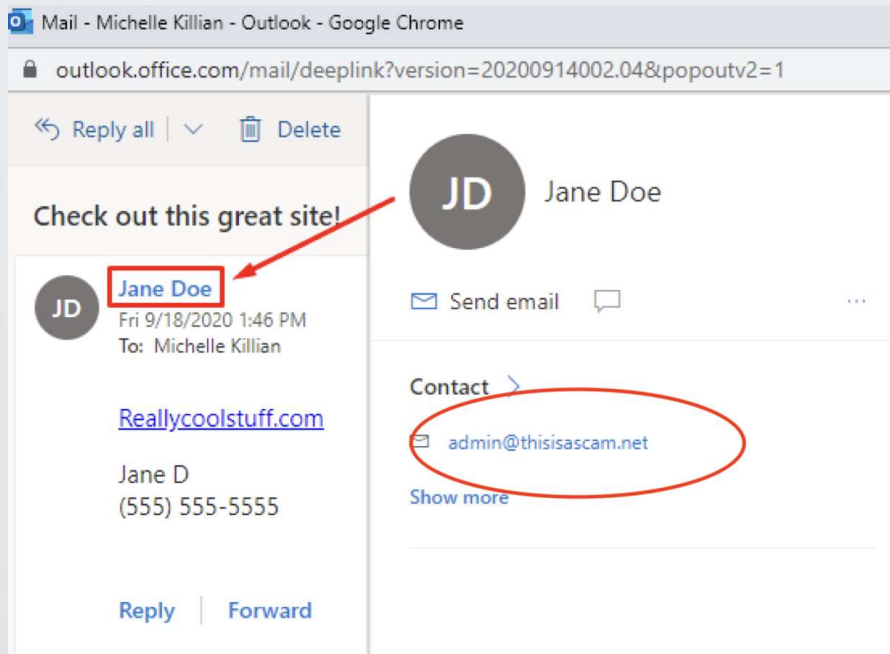 Mail - Michelle Killian - Outlook - Google Chrome
outlook.office.com/mail/deeplink?version=20200914002.04&popoutv2=1
Reply all Delete
Check out this great site!
JD
Jane Doe
Fri 9/18/2020 1:46 PM
To: Michelle Killian
Reallycoolstuff.com
Jane D
(555) 555-5555
Reply Forward
JD
Jane Doe
Send email
Contact
admin@thisisascam.net
Show more